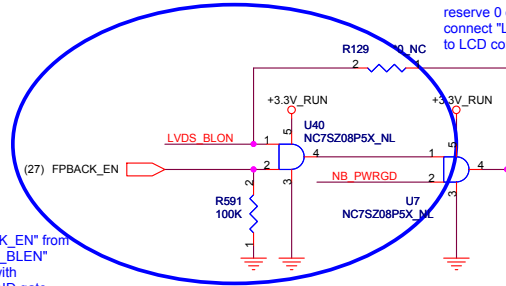 reserve 0
connect "L
to LCD co
R129
0_NC
2
1
+3.3V_RUN
+3.3V_RUN
U40
NC7SZ08P5X_NL
5
5
LVDS_BLON
1
4
1
4
(27) FPBACK_EN
2
NB_PWRGD
2
3
3
2
R591
100K
1
U7
NC7SZ08P5X_NL
K_EN" from
_BLEN"
with